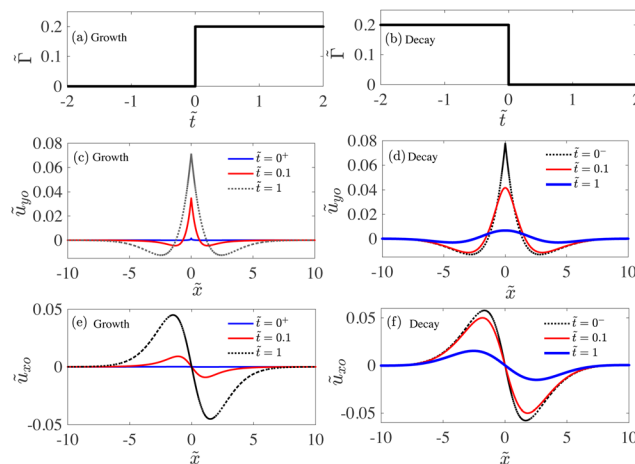 (a) Growth
0.2
0.1
0
Γ̃
-2 -1 0 1 2
t̃
(b) Decay
0.2
0.1
0
Γ̃
-2 -1 0 1 2
t̃
(c) Growth
0.08
0.06
0.04
0.02
0
ũyo
t̃ = 0⁺
t̃ = 0.1
t̃ = 1
-10 -5 0 5 10
x̃
(d) Decay
0.08
0.06
0.04
0.02
0
ũyo
t̃ = 0⁻
t̃ = 0.1
t̃ = 1
-10 -5 0 5 10
x̃
(e) Growth
0.05
0
-0.05
ũxo
t̃ = 0⁺
t̃ = 0.1
t̃ = 1
-10 -5 0 5 10
x̃
(f) Decay
0.05
0
-0.05
ũxo
t̃ = 0⁻
t̃ = 0.1
t̃ = 1
-10 -5 0 5 10
x̃